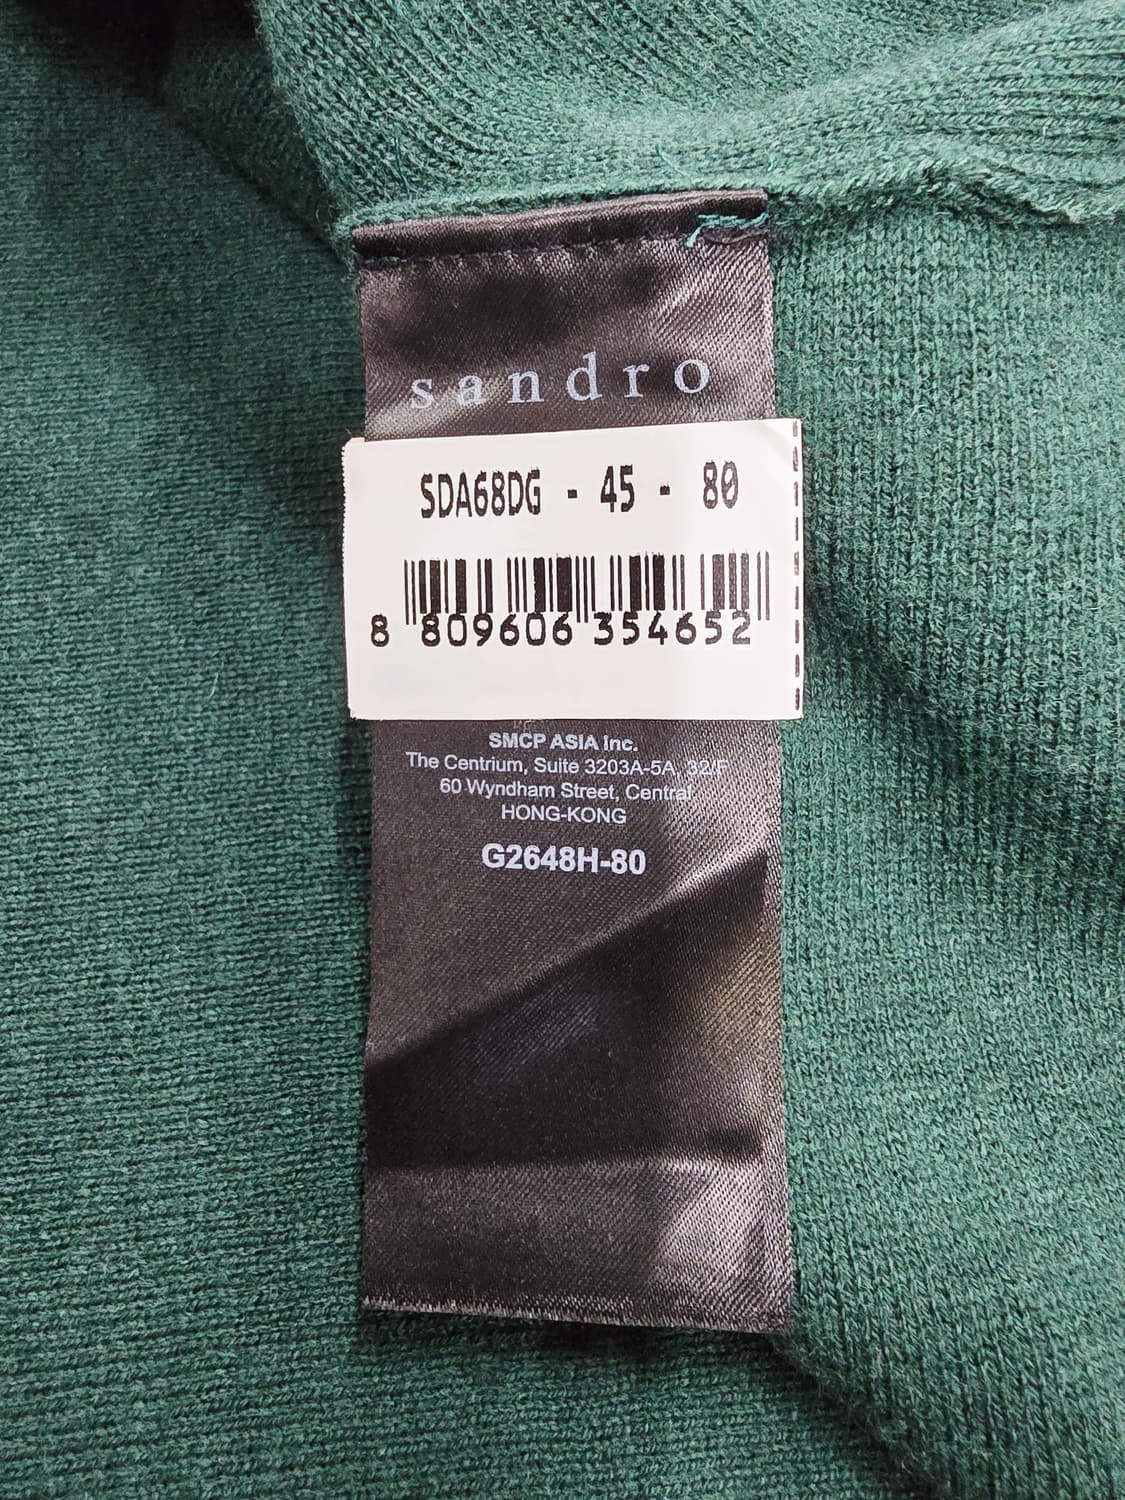 sandro
SDA68DG - 45 - 80
8 809606 354652
SMCP ASIA Inc.
The Centrium, Suite 3203A-5A, 32/F
60 Wyndham Street, Central,
HONG-KONG
G2648H-80